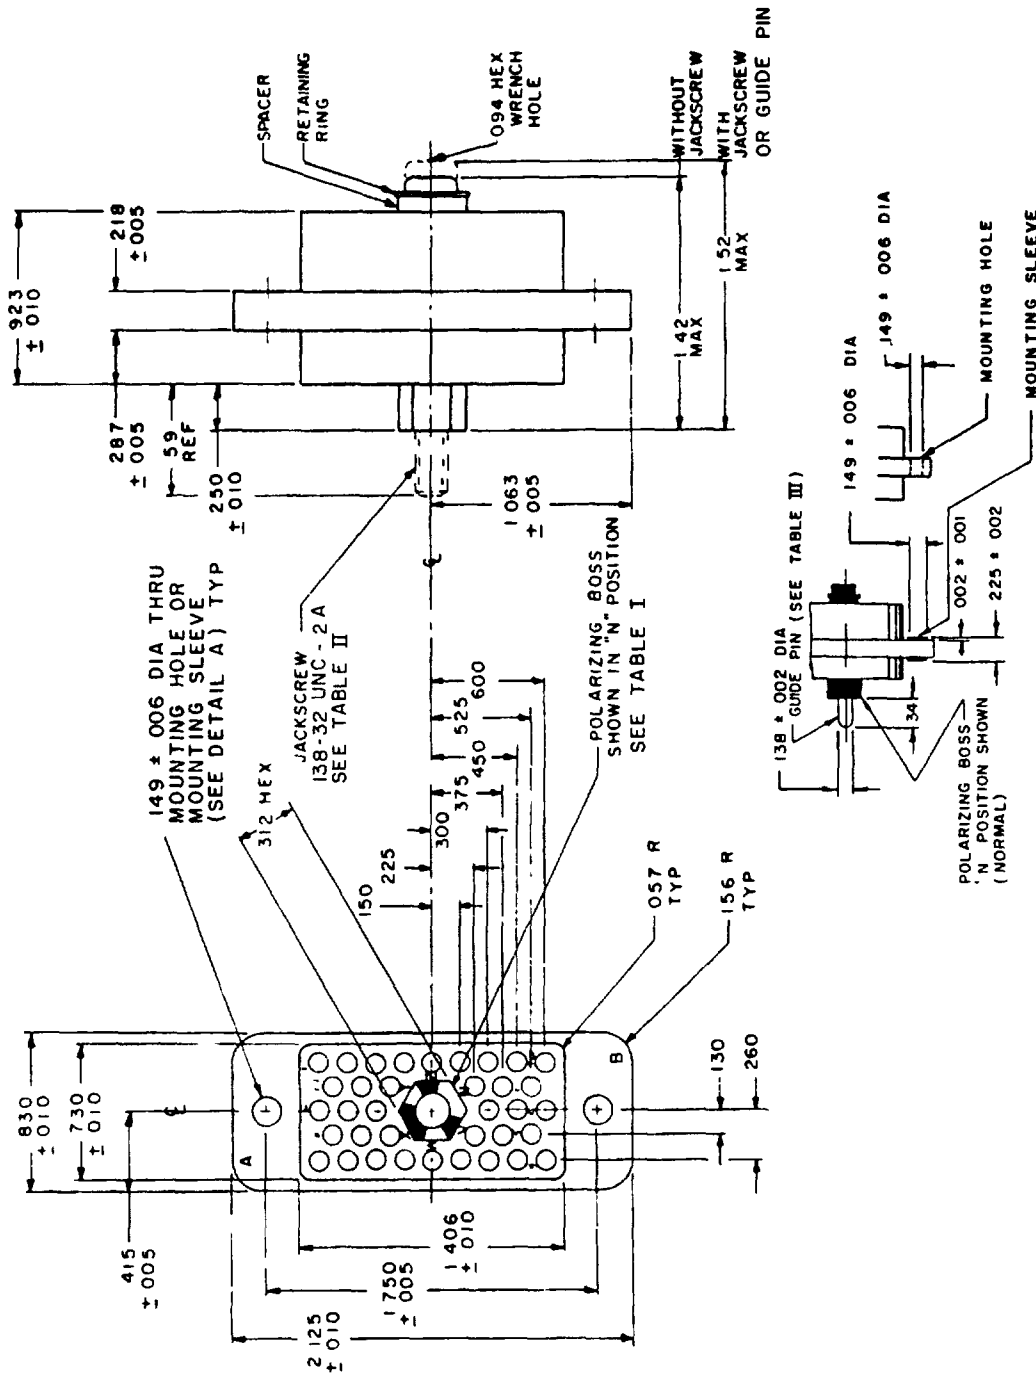 923
± 010
218
± 005
287
± 005
59
REF
250
± 010
1 063
± 005
SPACER
RETAINING
RING
094 HEX
WRENCH
HOLE
1 42
MAX
WITHOUT
JACKSCREW
1 52
MAX
WITH
JACKSCREW
OR GUIDE PIN
149 ± 006 DIA THRU
MOUNTING HOLE OR
MOUNTING SLEEVE
(SEE DETAIL A) TYP
312 HEX
JACKSCREW
138-32 UNC-2A
SEE TABLE II
POLARIZING BOSS
SHOWN IN "N" POSITION
SEE TABLE I
150
225
300
375
450
525
600
830
± 010
730
± 010
415
± 005
A
B
1 406
± 010
1 750
± 005
2 125
± 010
130
260
057 R
TYP
156 R
TYP
138 ± 002 DIA
GUIDE PIN (SEE TABLE III)
149 ± 006 DIA
149 ± 006 DIA
34
002 ± 001
225 ± 002
MOUNTING HOLE
MOUNTING SLEEVE
POLARIZING BOSS
'N POSITION SHOWN
(NORMAL)